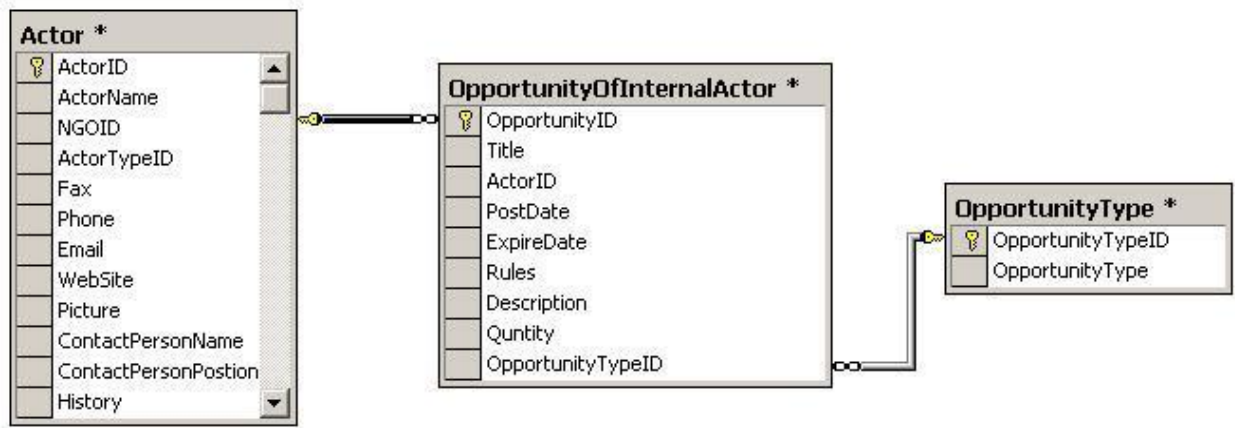 Actor *
ActorID
ActorName
NGOID
ActorTypeID
Fax
Phone
Email
WebSite
Picture
ContactPersonName
ContactPersonPostion
History
OpportunityOfInternalActor *
OpportunityID
Title
ActorID
PostDate
ExpireDate
Rules
Description
Quntity
OpportunityTypeID
OpportunityType *
OpportunityTypeID
OpportunityType